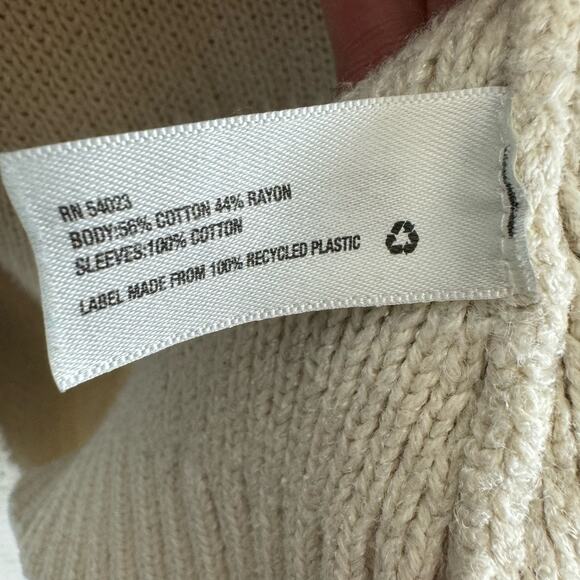 RN 54023
BODY:56% COTTON 44% RAYON
SLEEVES:100% COTTON
LABEL MADE FROM 100% RECYCLED PLASTIC